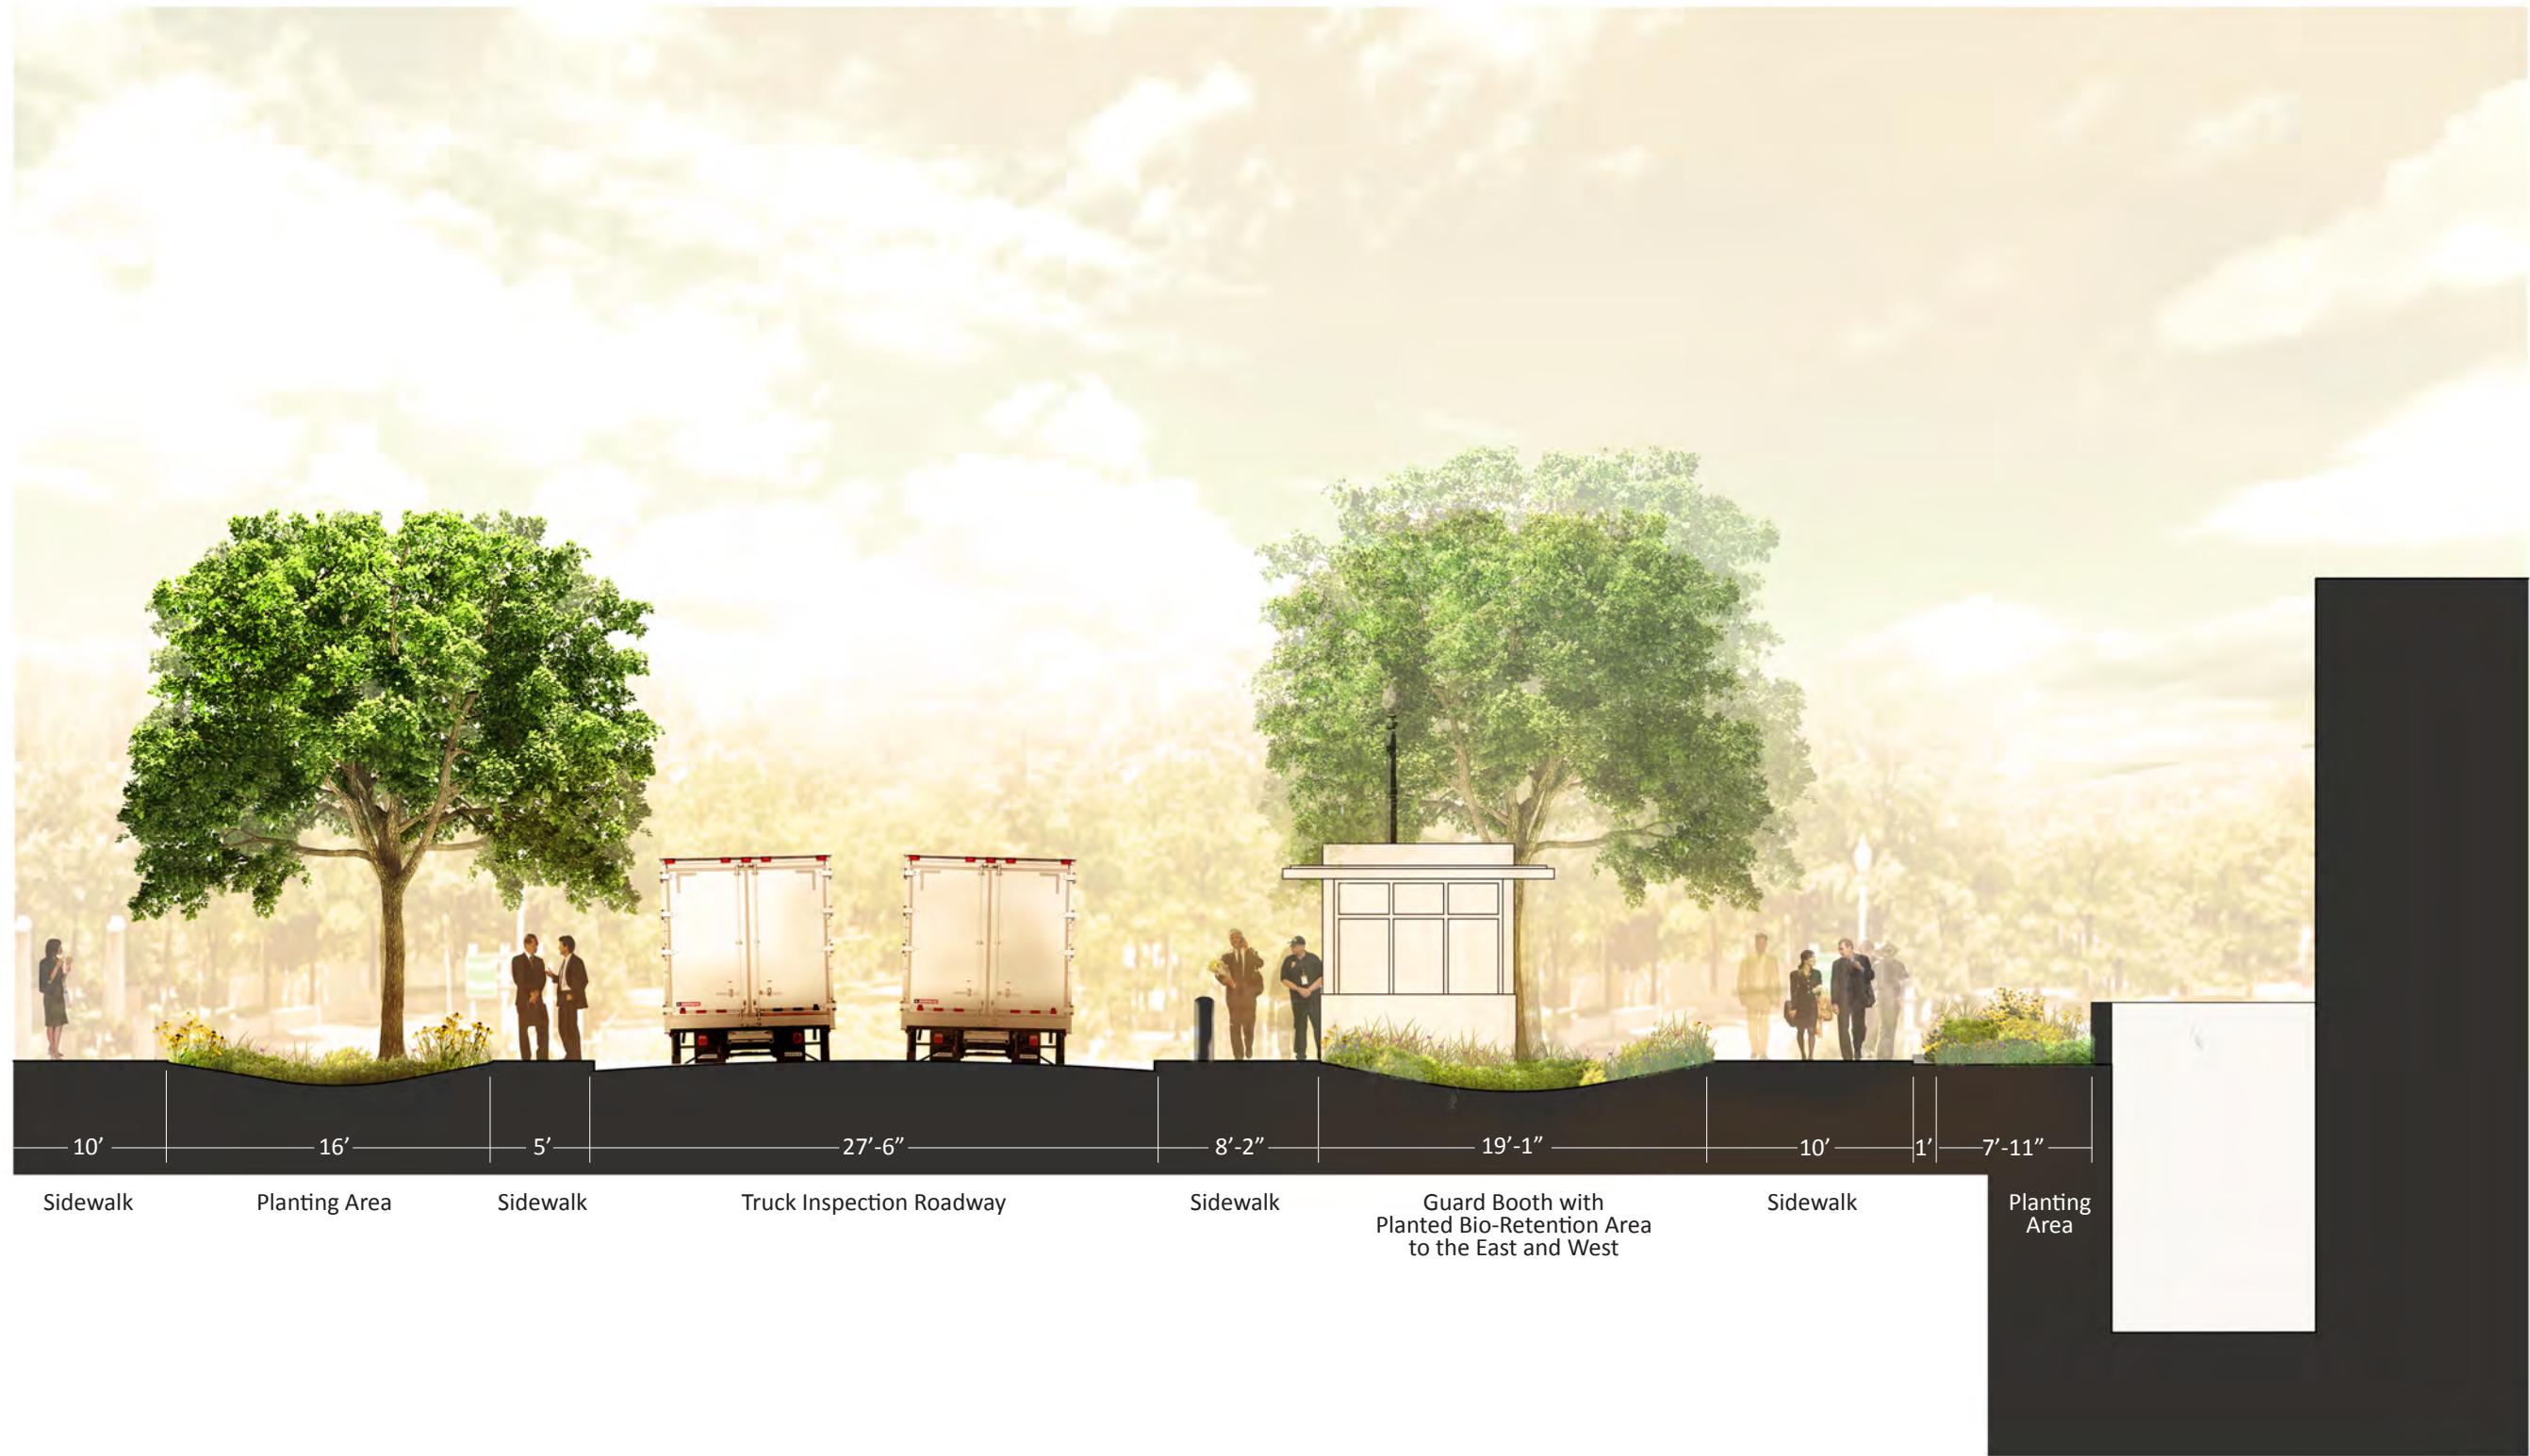 10’ 16’ 5’ 27’-6” 8’-2” 19’-1” 10’ 1’ 7’-11”
Sidewalk
Planting Area
Sidewalk
Truck Inspection Roadway
Sidewalk
Guard Booth with
Planted Bio-Retention Area
to the East and West
Sidewalk
Planting
Area